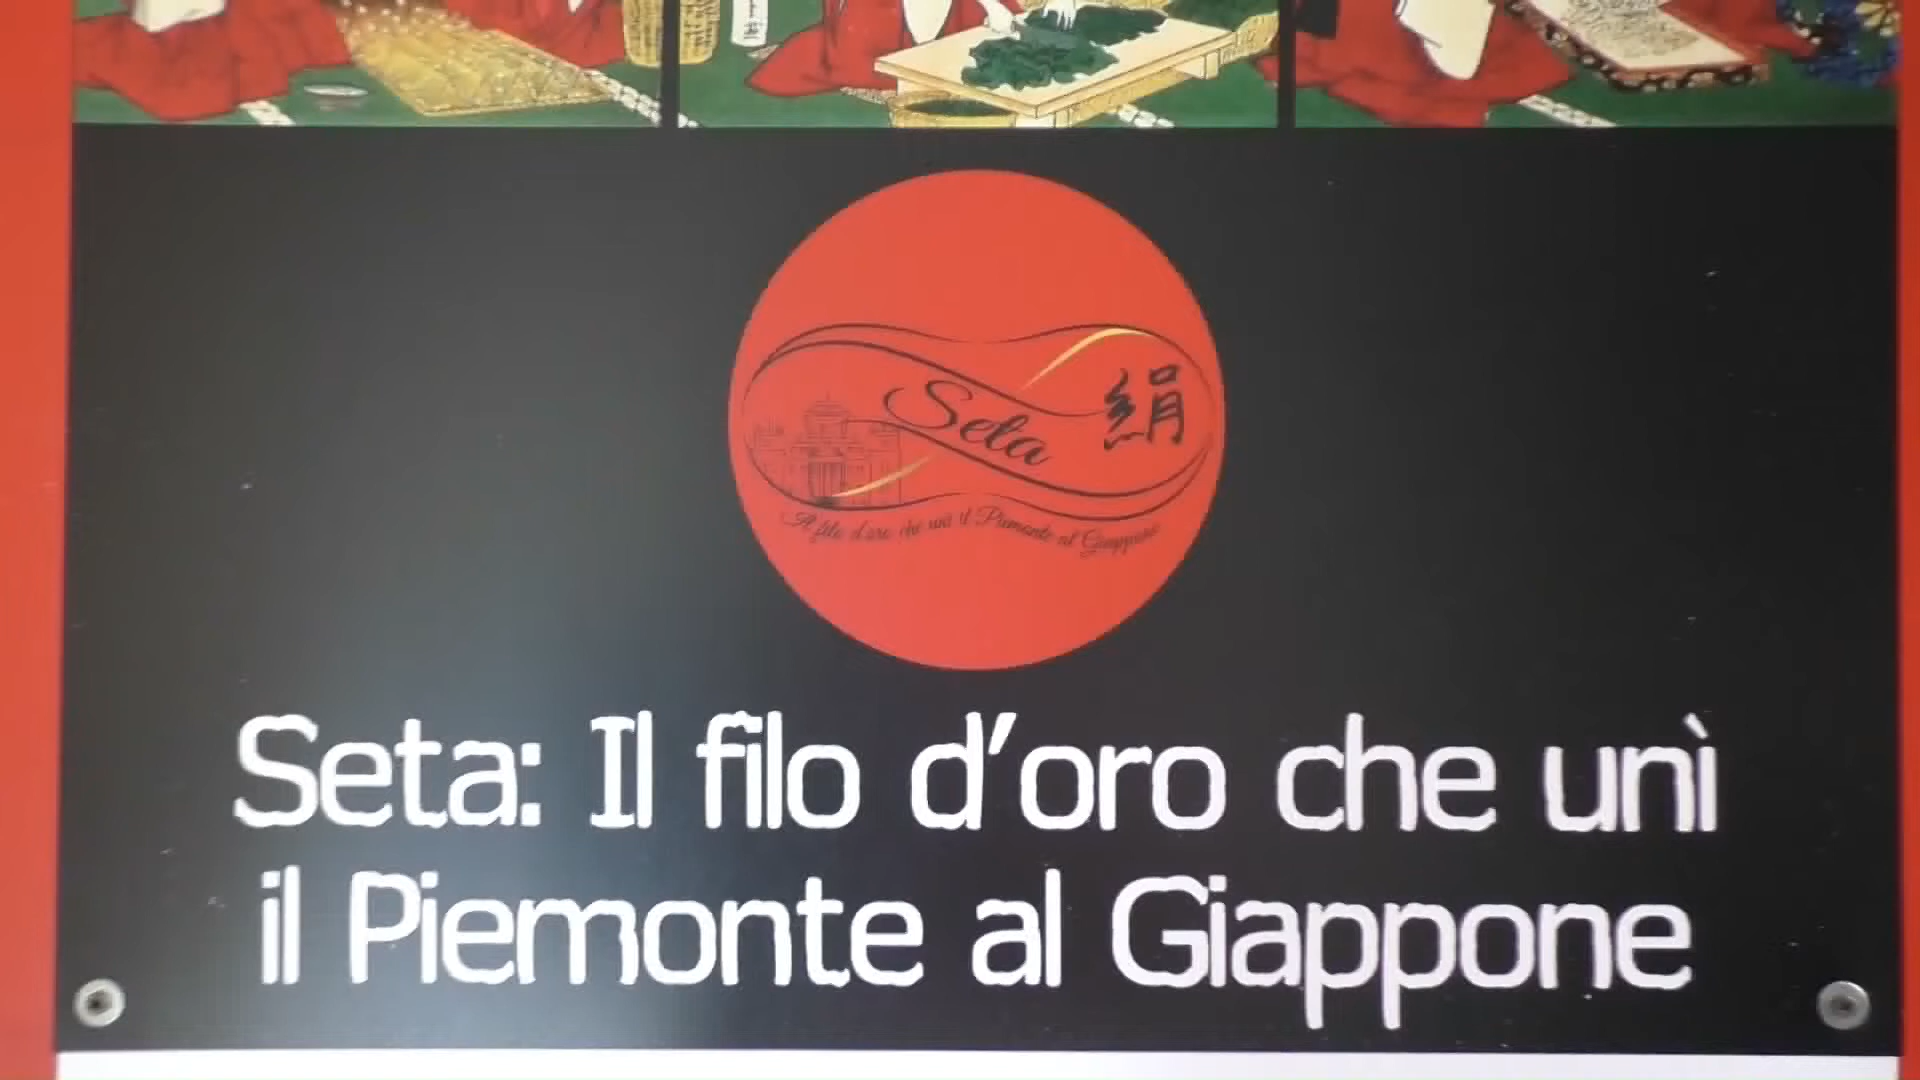 Seta
絹
Il filo d'oro che unì il Piemonte al Giappone
Seta: Il filo d'oro che unì
il Piemonte al Giappone